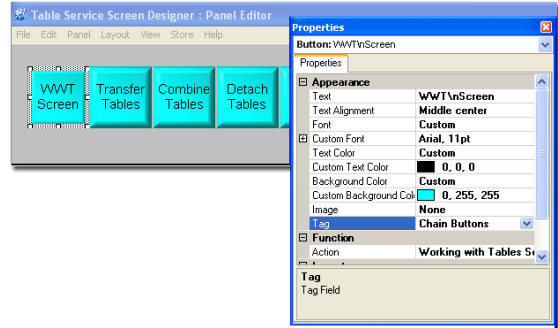 Table Service Screen Designer : Panel Editor
File Edit Panel Layout View Store Help
WWT
Screen
Transfer
Tables
Combine
Tables
Detach
Tables
Properties
Button: WWT\nScreen
Properties
Appearance
Text WWT\nScreen
Text Alignment Middle center
Font Custom
Custom Font Arial, 11pt
Text Color Custom
Custom Text Color 0, 0, 0
Background Color Custom
Custom Background Col 0, 255, 255
Image None
Tag Chain Buttons
Function
Action Working with Tables S
Tag
Tag Field